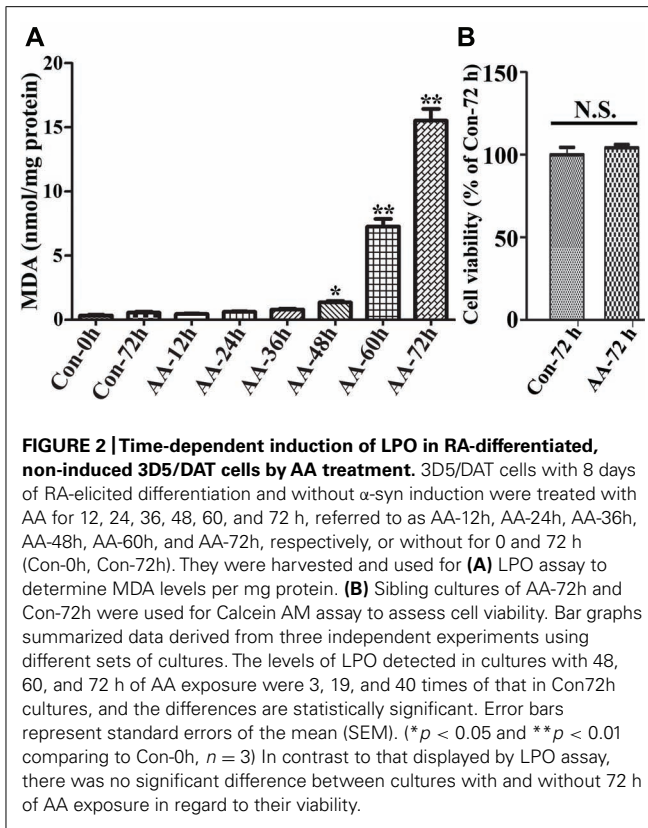 A
B
MDA (nmol/mg protein)
20
15
10
5
0
*
**
**
Con-0h
Con-72h
AA-12h
AA-24h
AA-36h
AA-48h
AA-60h
AA-72h
Cell viability (% of Con-72 h)
150
100
50
0
N.S.
Con-72 h
AA-72 h
FIGURE 2 | Time-dependent induction of LPO in RA-differentiated,
non-induced 3D5/DAT cells by AA treatment. 3D5/DAT cells with 8 days
of RA-elicited differentiation and without α-syn induction were treated with
AA for 12, 24, 36, 48, 60, and 72 h, referred to as AA-12h, AA-24h, AA-36h,
AA-48h, AA-60h, and AA-72h, respectively, or without for 0 and 72 h
(Con-0h, Con-72h). They were harvested and used for (A) LPO assay to
determine MDA levels per mg protein. (B) Sibling cultures of AA-72h and
Con-72h were used for Calcein AM assay to assess cell viability. Bar graphs
summarized data derived from three independent experiments using
different sets of cultures. The levels of LPO detected in cultures with 48,
60, and 72 h of AA exposure were 3, 19, and 40 times of that in Con72h
cultures, and the differences are statistically significant. Error bars
represent standard errors of the mean (SEM). (*p < 0.05 and **p < 0.01
comparing to Con-0h, n = 3) In contrast to that displayed by LPO assay,
there was no significant difference between cultures with and without 72 h
of AA exposure in regard to their viability.